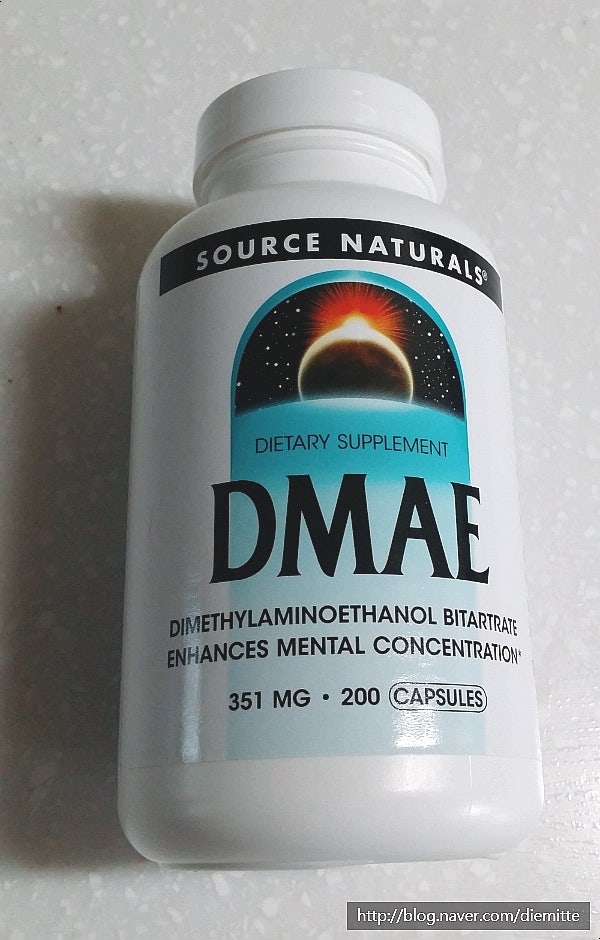 SOURCE NATURALS®
DIETARY SUPPLEMENT
DMAE
DIMETHYLAMINOETHANOL BITARTRATE
ENHANCES MENTAL CONCENTRATION*
351 MG • 200 CAPSULES
http://blog.naver.com/diemitte